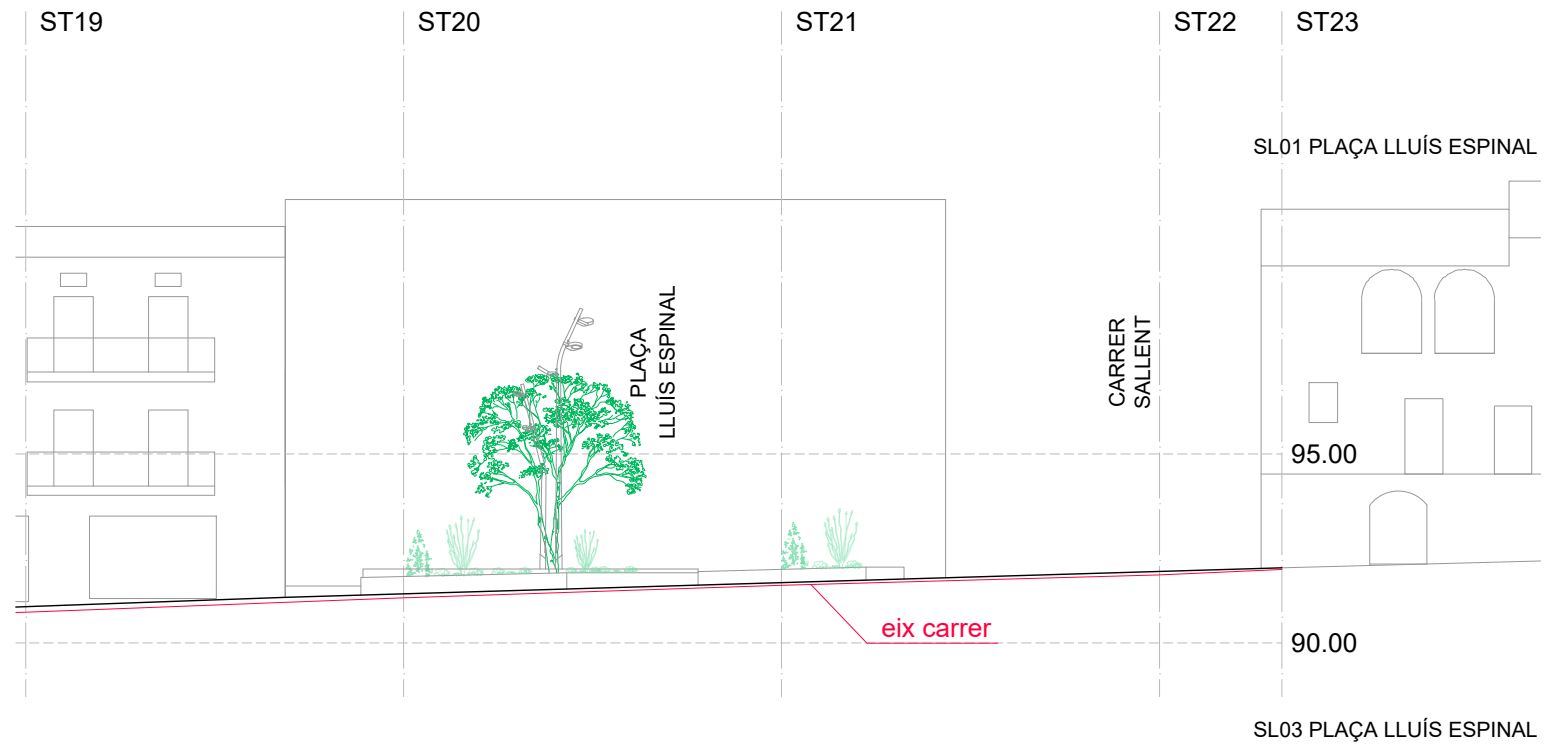 ST19
ST20
ST21
ST22
ST23
SL01 PLAÇA LLUÍS ESPINAL
PLAÇA
LLUÍS ESPINAL
CARRER
SALLENT
95.00
eix carrer
90.00
SL03 PLAÇA LLUÍS ESPINAL